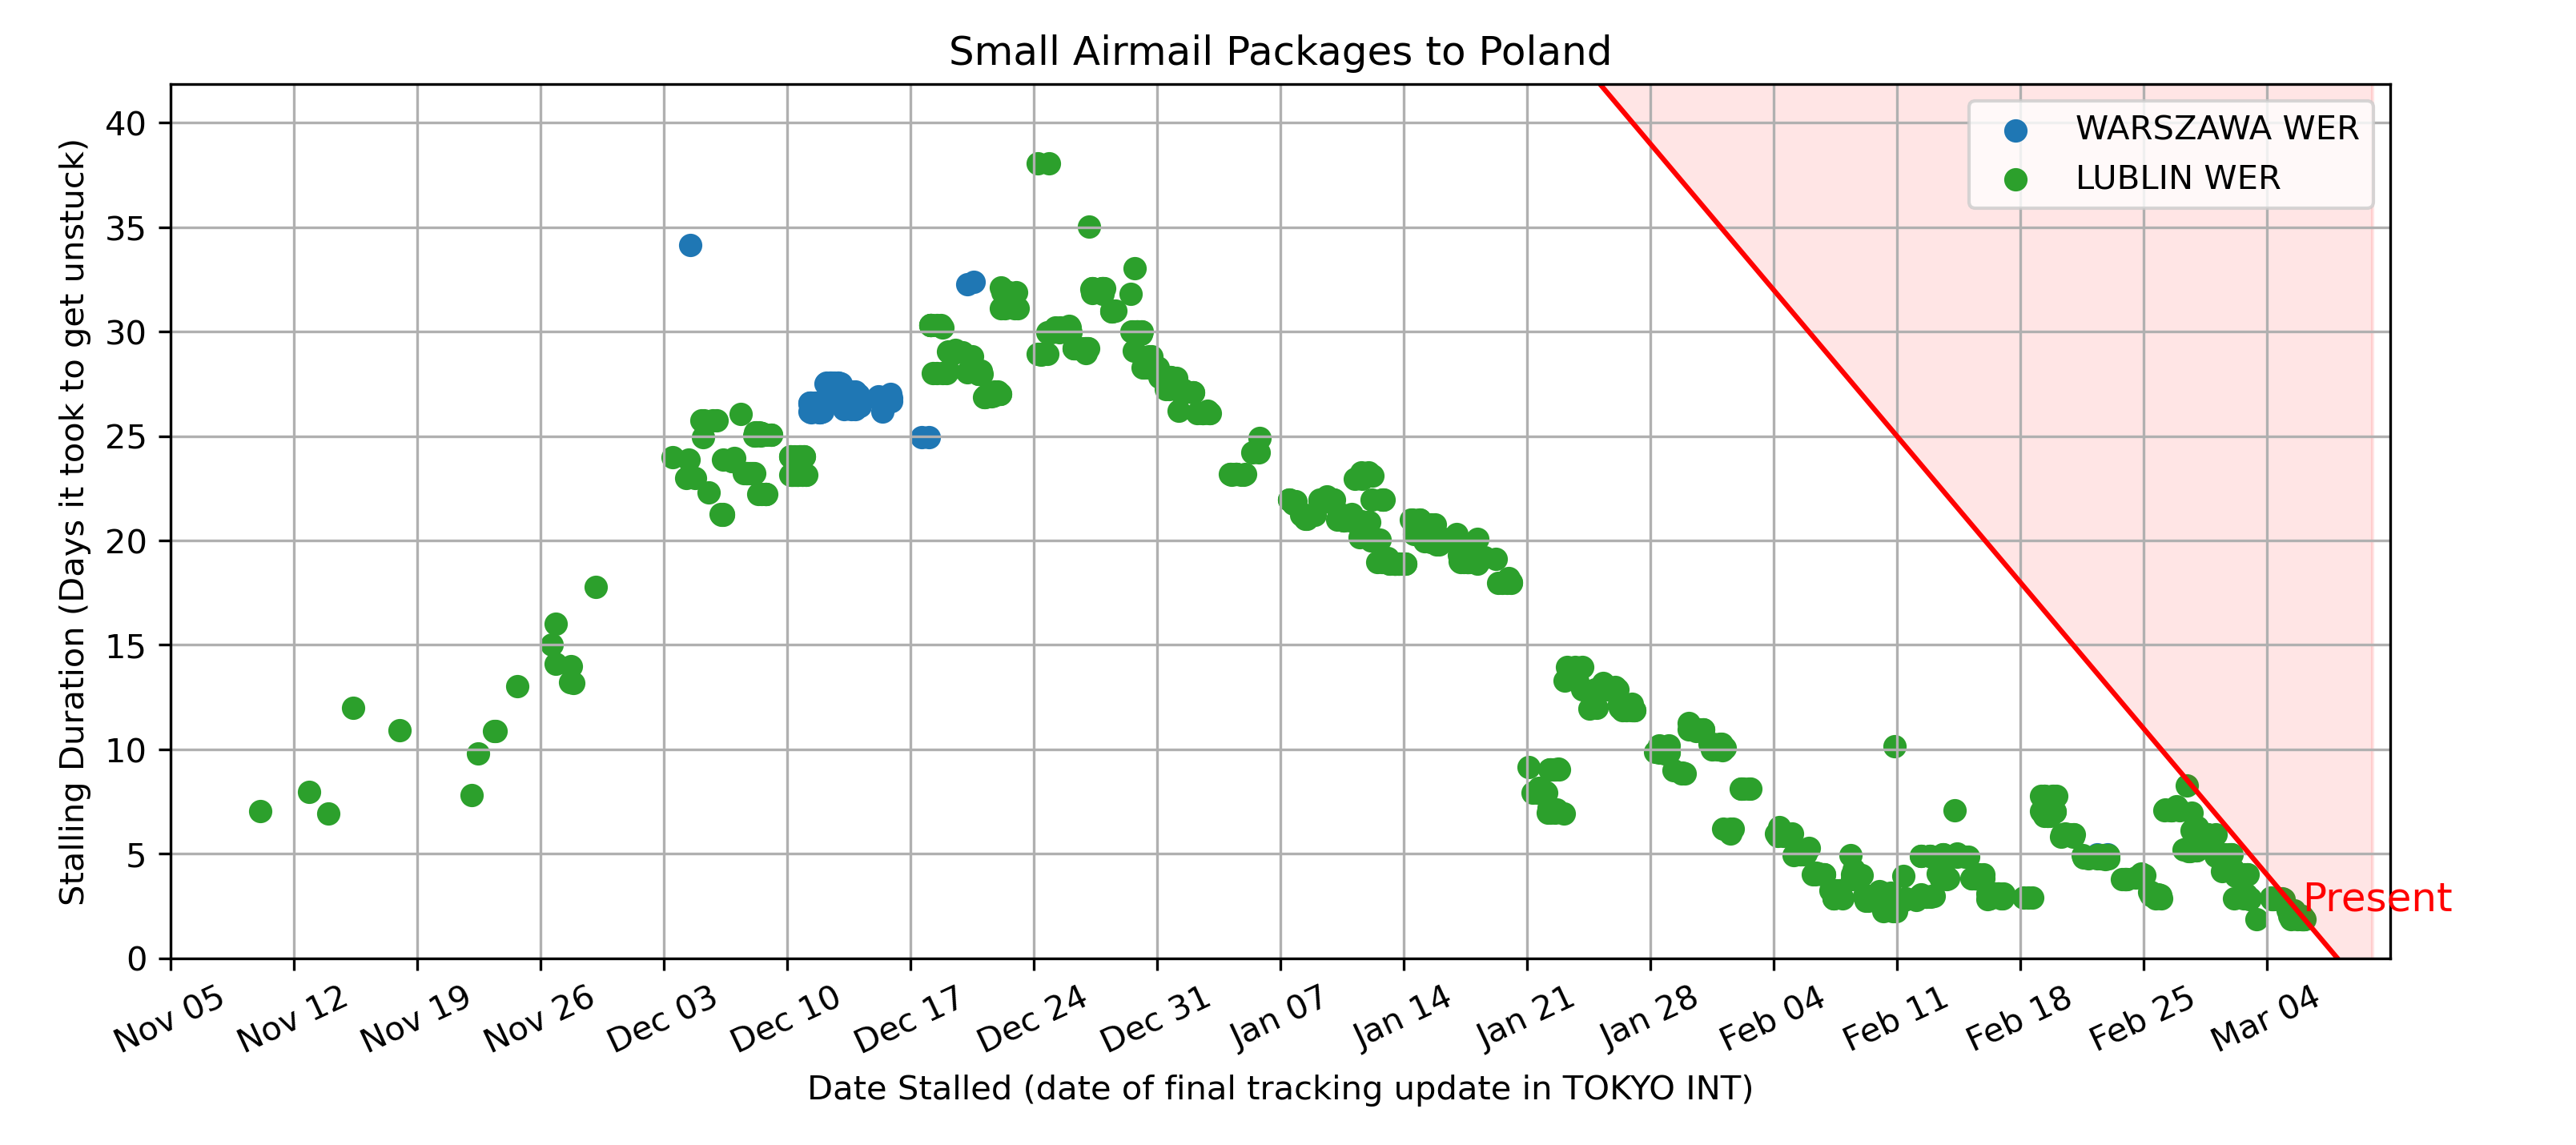 Small Airmail Packages to Poland
Stalling Duration (Days it took to get unstuck)
40
35
30
25
20
15
10
5
0
WARSZAWA WER
LUBLIN WER
Present
Nov 05
Nov 12
Nov 19
Nov 26
Dec 03
Dec 10
Dec 17
Dec 24
Dec 31
Jan 07
Jan 14
Jan 21
Jan 28
Feb 04
Feb 11
Feb 18
Feb 25
Mar 04
Date Stalled (date of final tracking update in TOKYO INT)